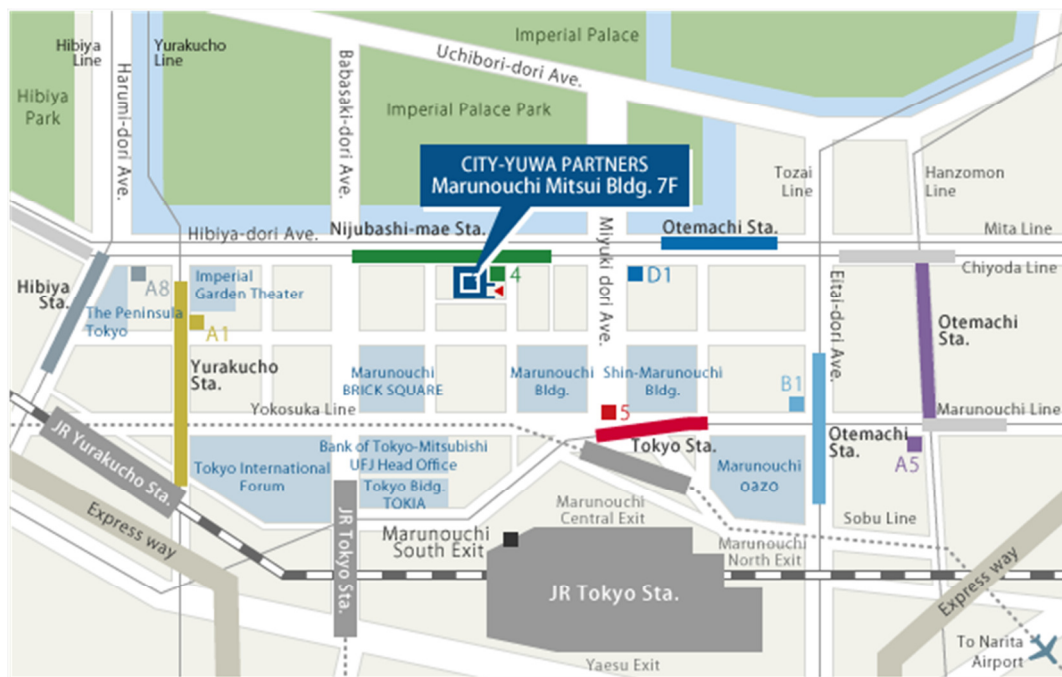 Imperial Palace
Hibiya
Line
Yurakucho
Line
Uchibori-dori Ave.
Hibiya
Park
Harumi-dori Ave.
Babasaki-dori Ave.
Imperial Palace Park
CITY-YUWA PARTNERS
Marunouchi Mitsui Bldg. 7F
Tozai
Line
Hanzomon
Line
Hibiya-dori Ave.
Nijubashi-mae Sta.
Miyuki dori Ave.
Otemachi Sta.
Mita Line
Chiyoda Line
Hibiya
Sta.
A8
Imperial
Garden Theater
4
D1
Eitai-dori Ave.
The Peninsula
Tokyo
A1
Otemachi
Sta.
Yurakucho
Sta.
Marunouchi
BRICK SQUARE
Marunouchi
Bldg.
Shin-Marunouchi
Bldg.
B1
Yokosuka Line
5
Marunouchi Line
JR Yurakucho Sta.
Tokyo International
Forum
Bank of Tokyo-Mitsubishi
UFJ Head Office
Tokyo Bldg.
TOKIA
Tokyo Sta.
Marunouchi
OAZO
Otemachi
Sta.
A5
Express way
JR Tokyo Sta.
Marunouchi
Central Exit
Sobu Line
Marunouchi
South Exit
Marunouchi
North Exit
JR Tokyo Sta.
Express way
Yaesu Exit
To Narita
Airport